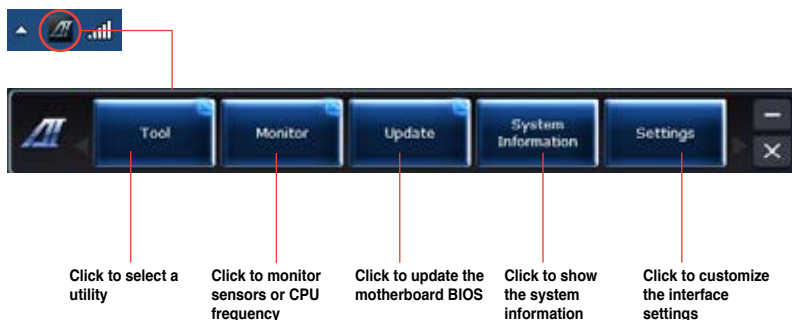 Tool
Monitor
Update
System
Information
Settings
Click to select a
utility
Click to monitor
sensors or CPU
frequency
Click to update the
motherboard BIOS
Click to show
the system
information
Click to customize
the interface
settings